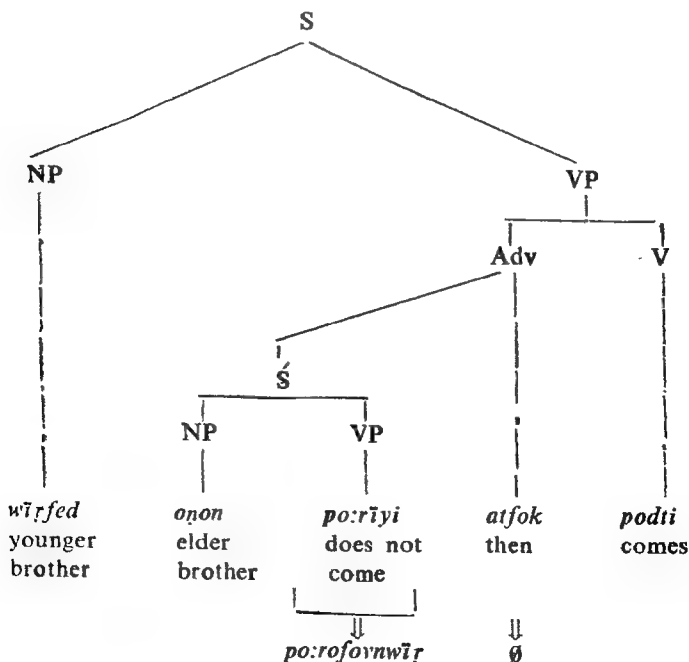 S
NP VP
Adv V
Ś
NP VP
wīṛfed oṇon po:rīyi atfok podti
younger elder does not then comes
brother brother come
⇓ ⇓
po:rofovnwīṛ ∅